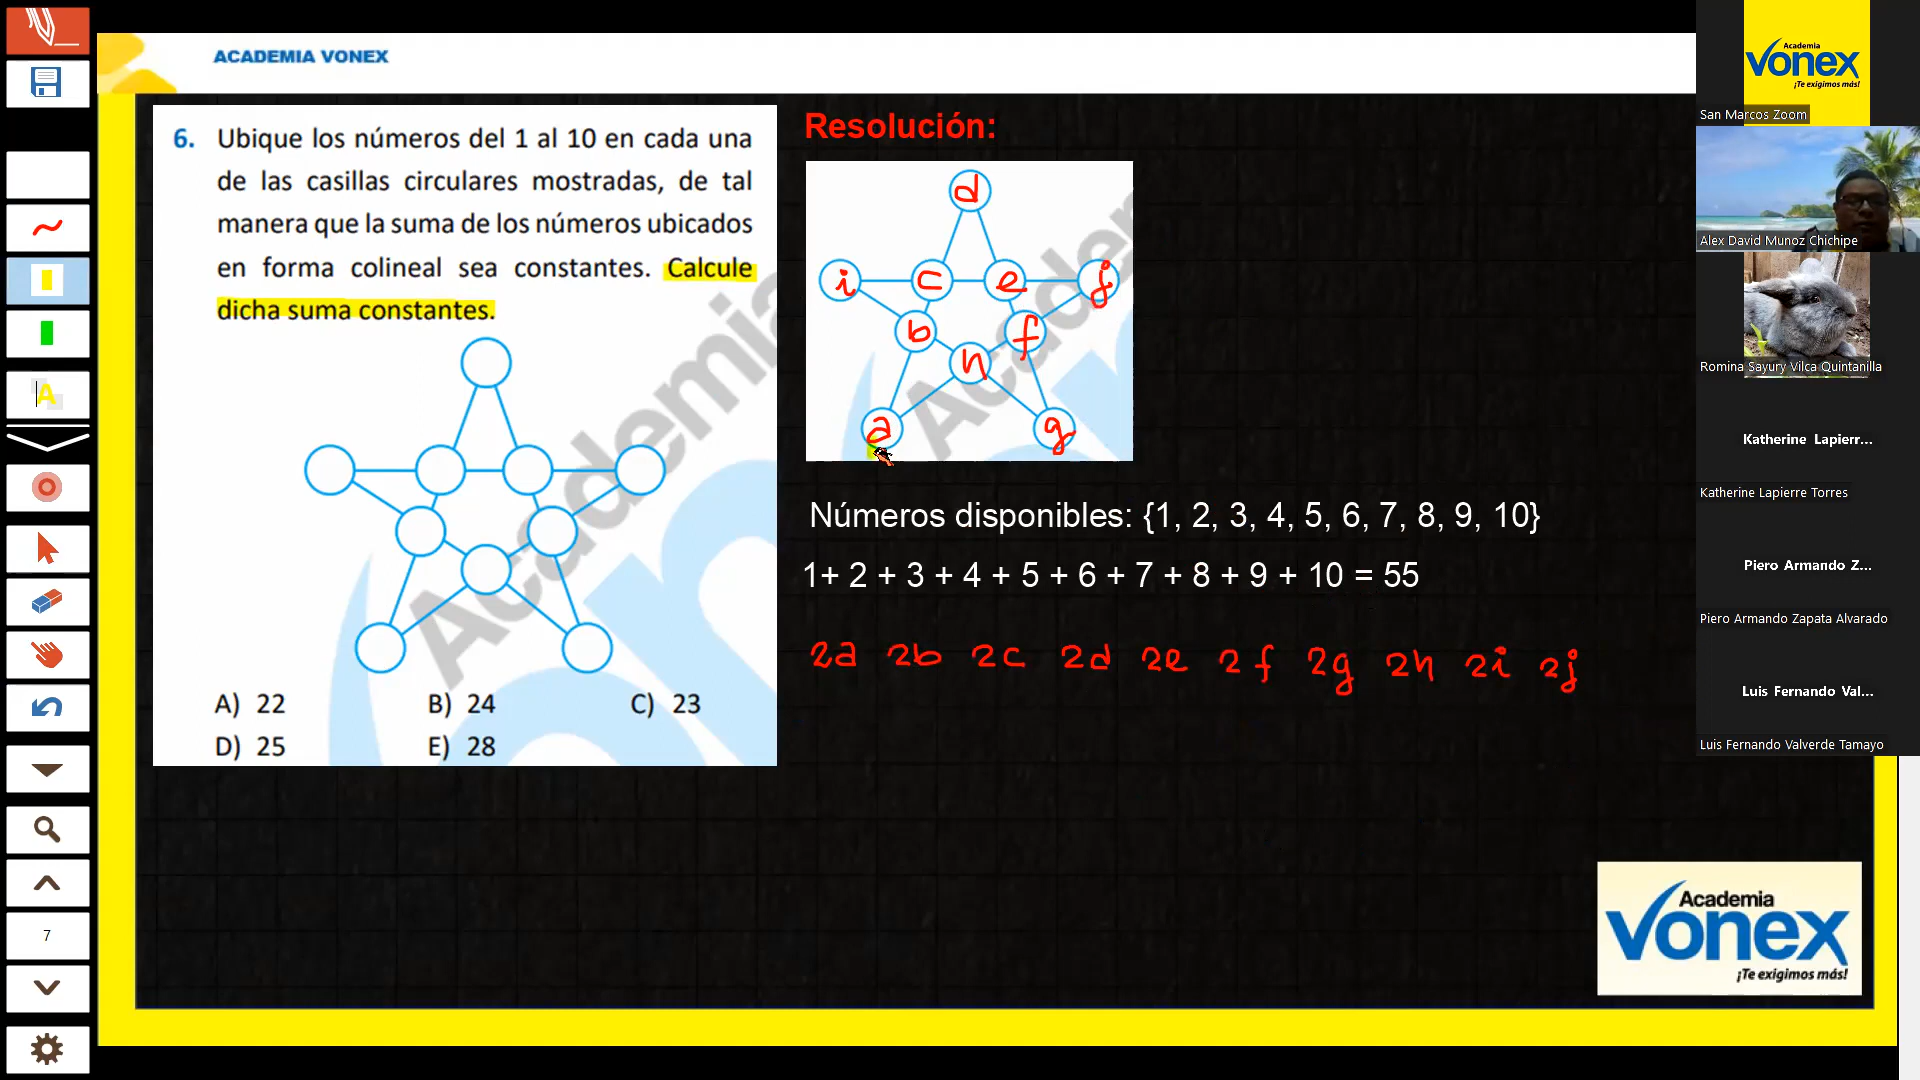 ACADEMIA VONEX
6. Ubique los números del 1 al 10 en cada una
de las casillas circulares mostradas, de tal
manera que la suma de los números ubicados
en forma colineal sea constantes. Calcule
dicha suma constantes.
A) 22 B) 24 C) 23
D) 25 E) 28
Resolución:
d
i c e j
b f
h
a g
Academia
Academia
Números disponibles: {1, 2, 3, 4, 5, 6, 7, 8, 9, 10}
1+ 2 + 3 + 4 + 5 + 6 + 7 + 8 + 9 + 10 = 55
2a 2b 2c 2d 2e 2f 2g 2h 2i 2j
Academia
vonex
¡Te exigimos más!
Academia
vonex
¡Te exigimos más!
San Marcos Zoom
Alex David Munoz Chichipe
Romina Sayury Vilca Quintanilla
Katherine Lapierr...
Katherine Lapierre Torres
Piero Armando Z...
Piero Armando Zapata Alvarado
Luis Fernando Val...
Luis Fernando Valverde Tamayo
A
7